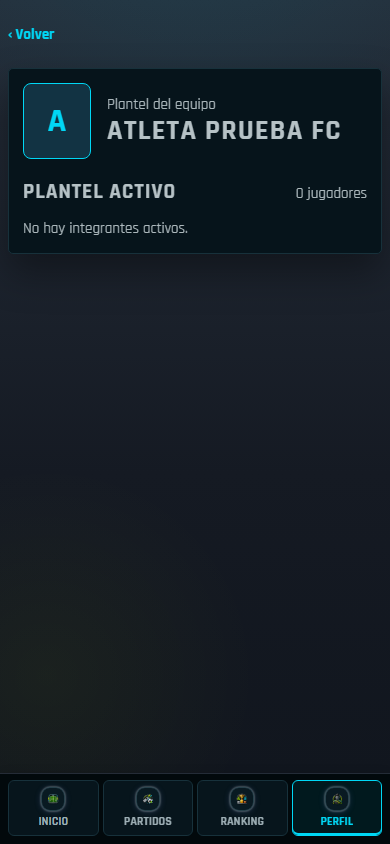 ‹ Volver
A
Plantel del equipo
ATLETA PRUEBA FC
PLANTEL ACTIVO
0 jugadores
No hay integrantes activos.
INICIO
PARTIDOS
RANKING
PERFIL